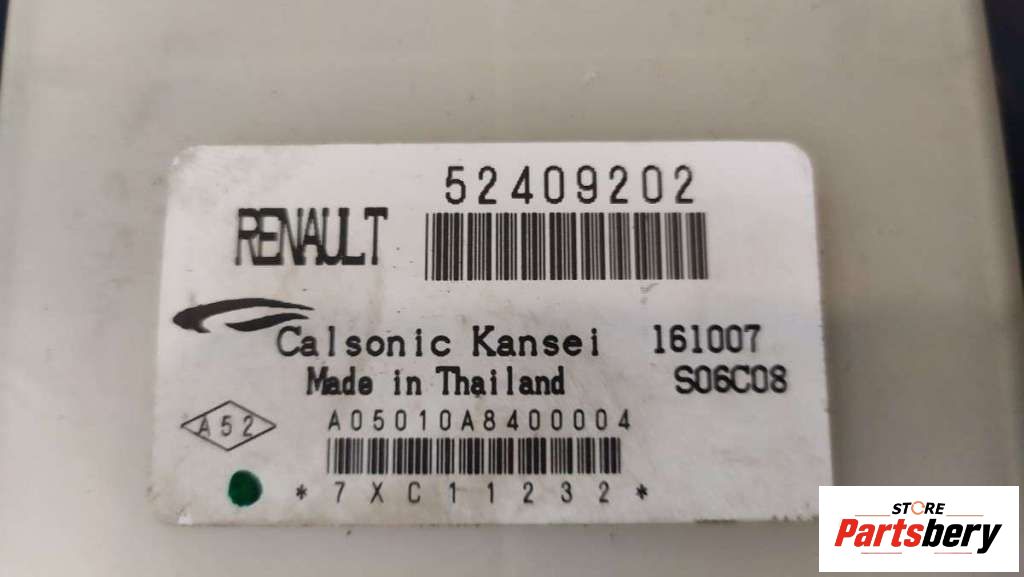 52409202
RENAULT
Calsonic Kansei 161007
Made in Thailand S06C08
A52 A05010A8400004
*7XC11232*
STORE
Partsbery